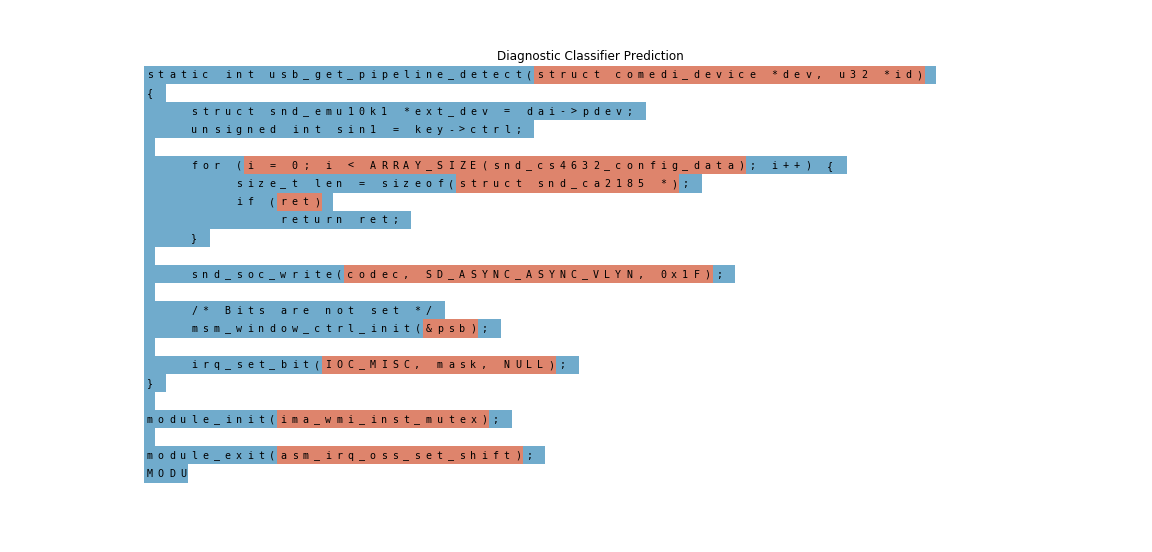 Diagnostic Classifier Prediction
static int usb_get_pipeline_detect(struct comedi_device *dev, u32 *id)
{
struct snd_emu10k1 *ext_dev = dai->pdev;
unsigned int sin1 = key->ctrl;
for (i = 0; i < ARRAY_SIZE(snd_cs4632_config_data); i++) {
size_t len = sizeof(struct snd_ca2185 *);
if (ret)
return ret;
}
snd_soc_write(codec, SD_ASYNC_ASYNC_VLYN, 0x1F);
/* Bits are not set */
msm_window_ctrl_init(&psb);
irq_set_bit(IOC_MISC, mask, NULL);
}
module_init(ima_wmi_inst_mutex);
module_exit(asm_irq_oss_set_shift);
MODU